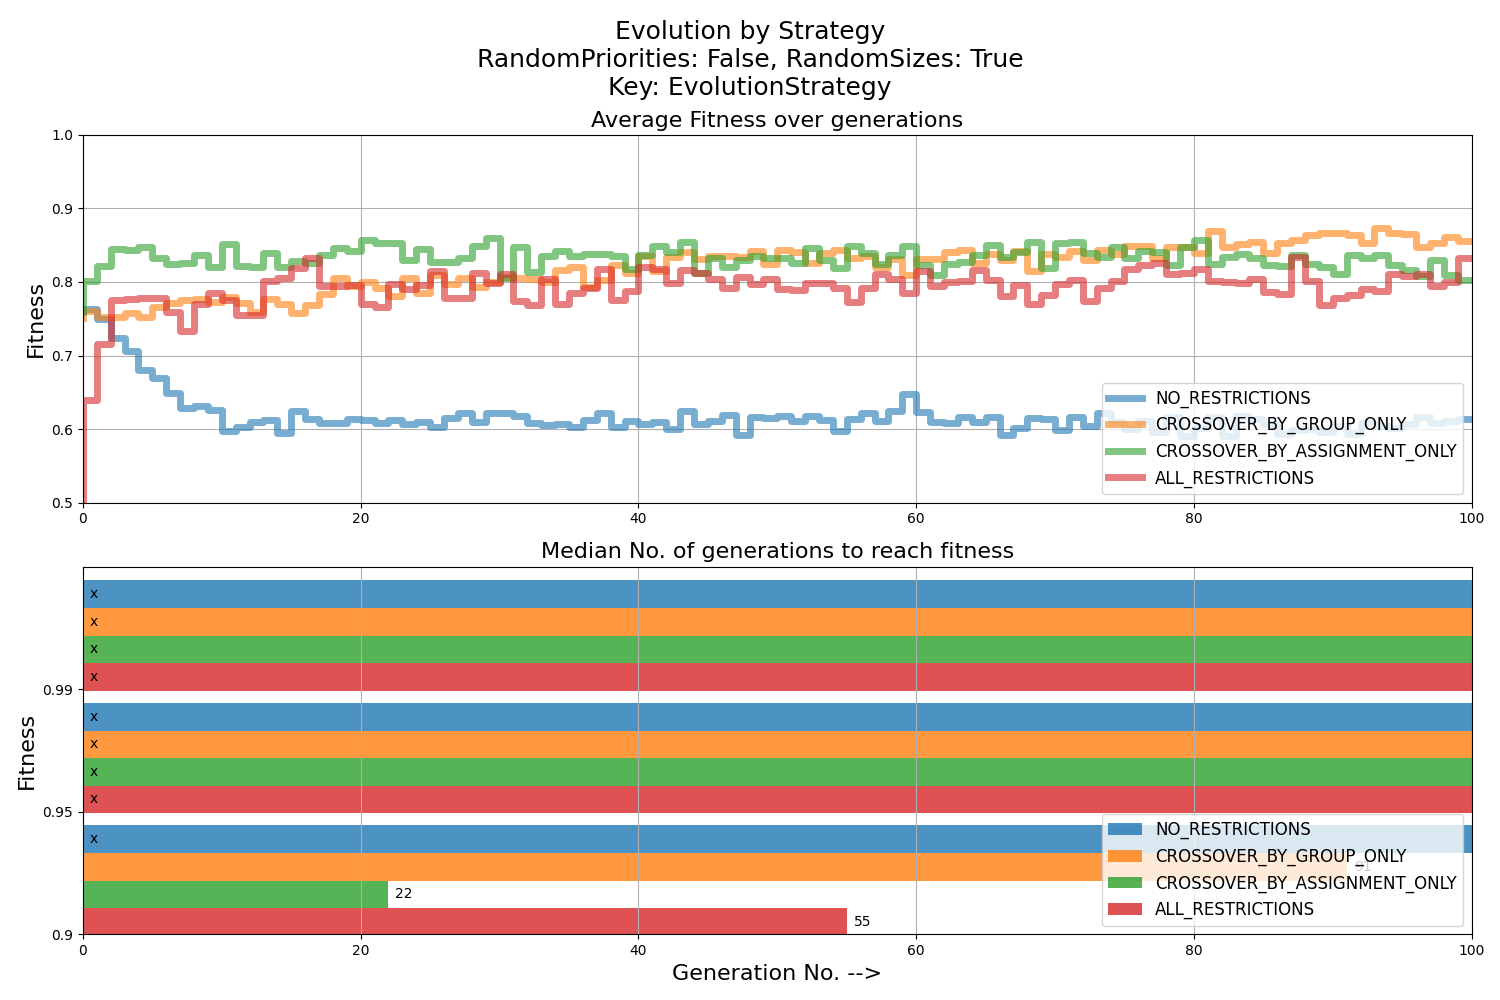 Evolution by Strategy
RandomPriorities: False, RandomSizes: True
Key: EvolutionStrategy
Average Fitness over generations
1.0
0.9
0.8
0.7
0.6
0.5
Fitness
NO_RESTRICTIONS
CROSSOVER_BY_GROUP_ONLY
CROSSOVER_BY_ASSIGNMENT_ONLY
ALL_RESTRICTIONS
0 20 40 60 80 100
Median No. of generations to reach fitness
x
x
x
x
0.99
x
x
x
x
0.95
Fitness
x
91
22
55
0.9
NO_RESTRICTIONS
CROSSOVER_BY_GROUP_ONLY
CROSSOVER_BY_ASSIGNMENT_ONLY
ALL_RESTRICTIONS
0 20 40 60 80 100
Generation No. -->